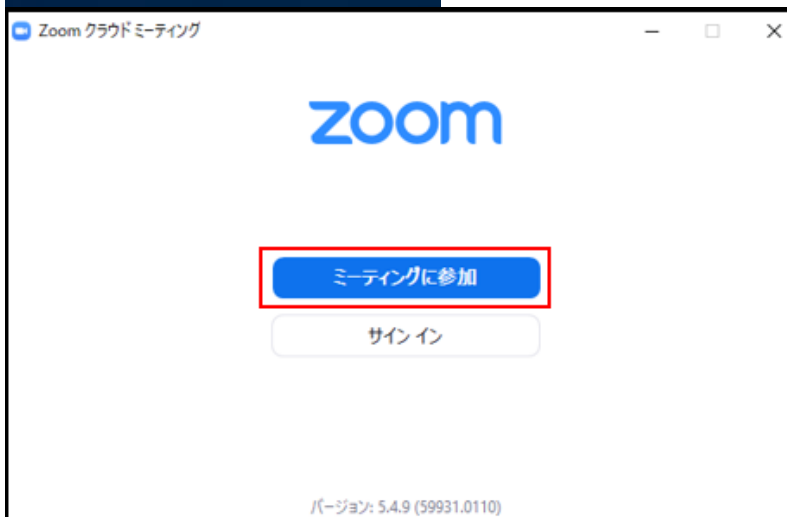 Zoom クラウド ミーティング
zoom
ミーティングに参加
サイン イン
バージョン: 5.4.9 (59931.0110)